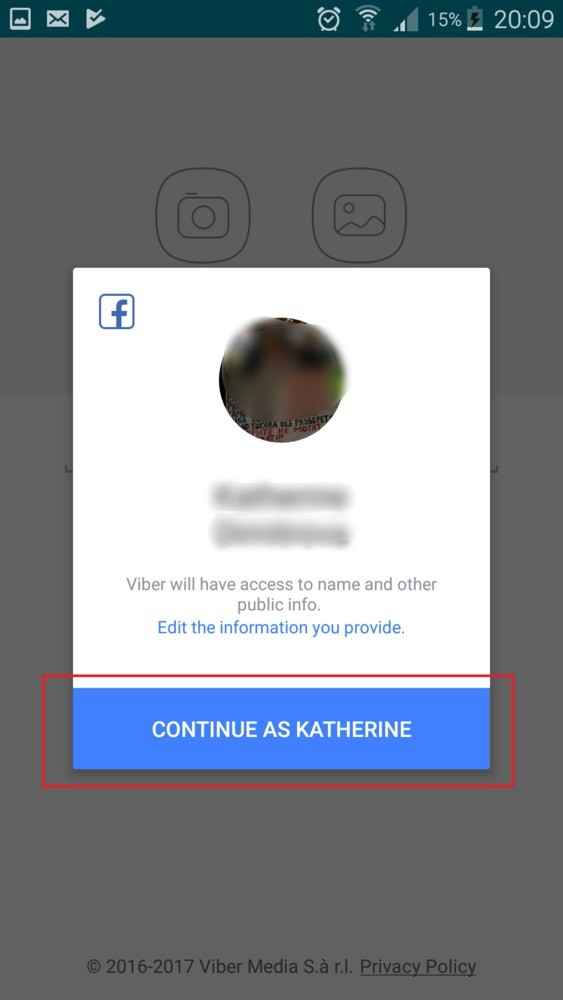 15%
20:09
Viber will have access to name and other
public info.
Edit the information you provide.
CONTINUE AS KATHERINE
© 2016-2017 Viber Media S.à r.l. Privacy Policy